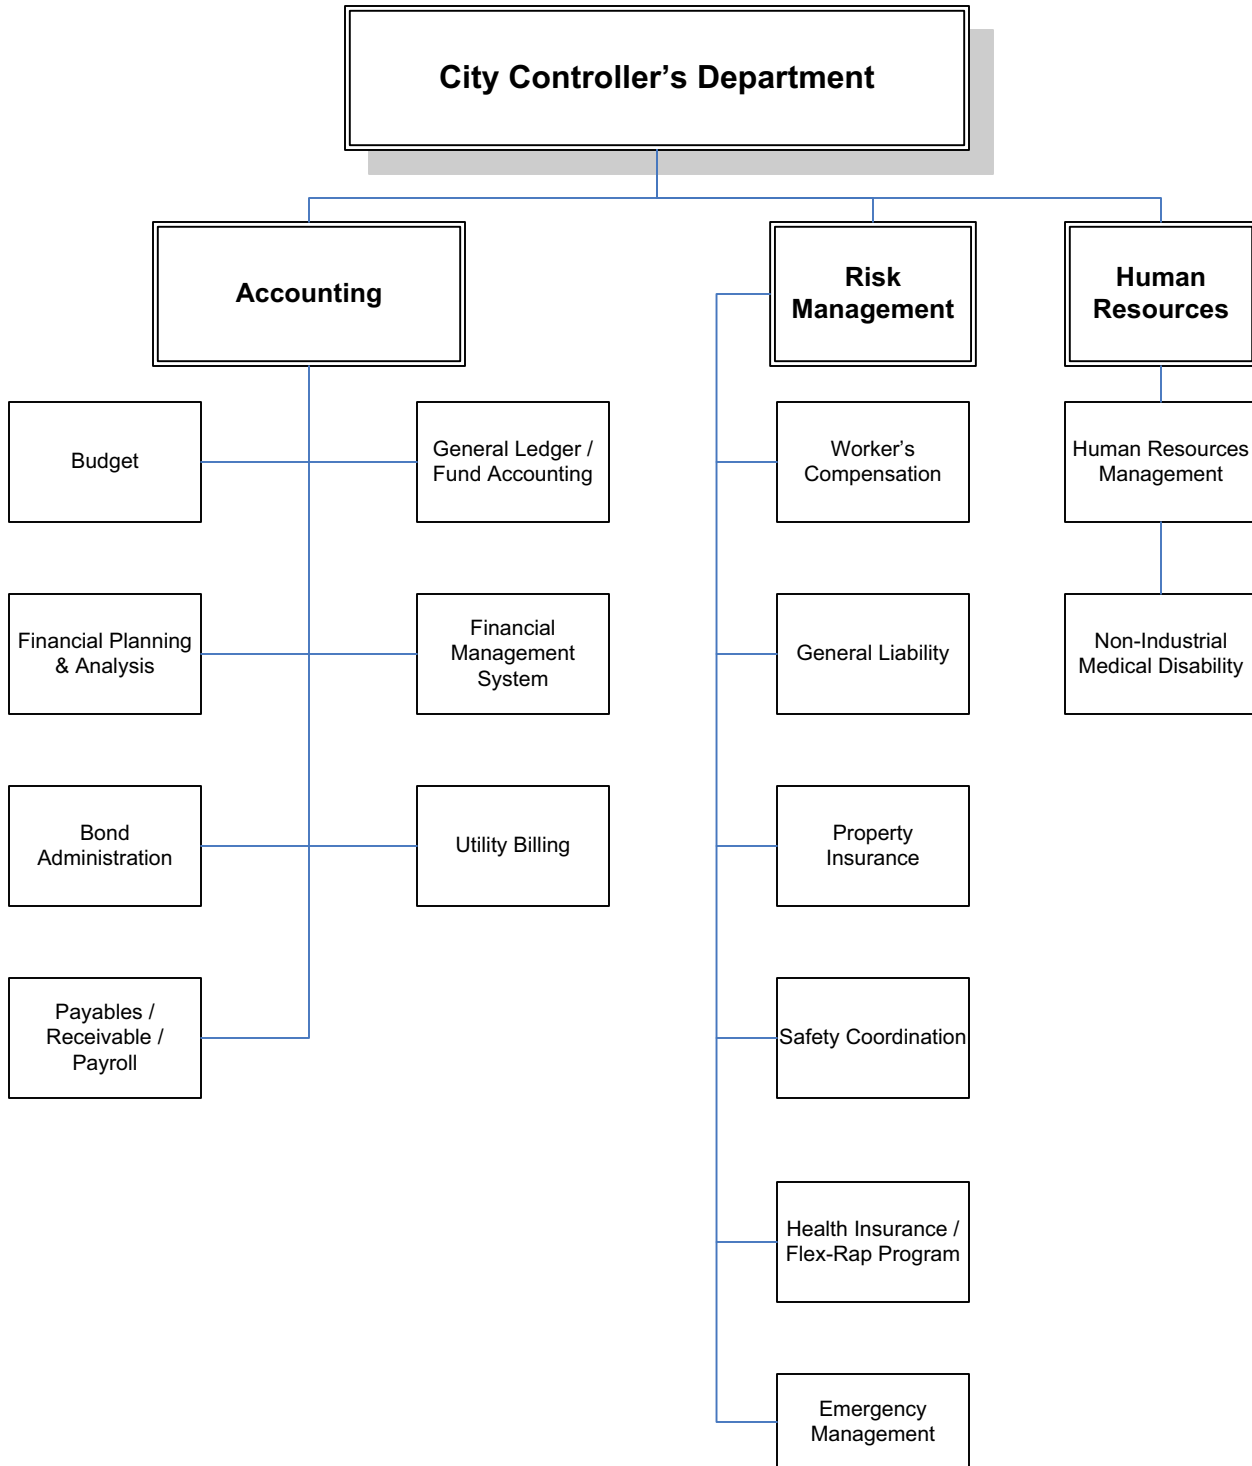 City Controller’s Department
Accounting
Risk
Management
Human
Resources
Budget
General Ledger /
Fund Accounting
Worker’s
Compensation
Human Resources
Management
Financial Planning
& Analysis
Financial
Management
System
General Liability
Non-Industrial
Medical Disability
Bond
Administration
Utility Billing
Property
Insurance
Payables /
Receivable /
Payroll
Safety Coordination
Health Insurance /
Flex-Rap Program
Emergency
Management